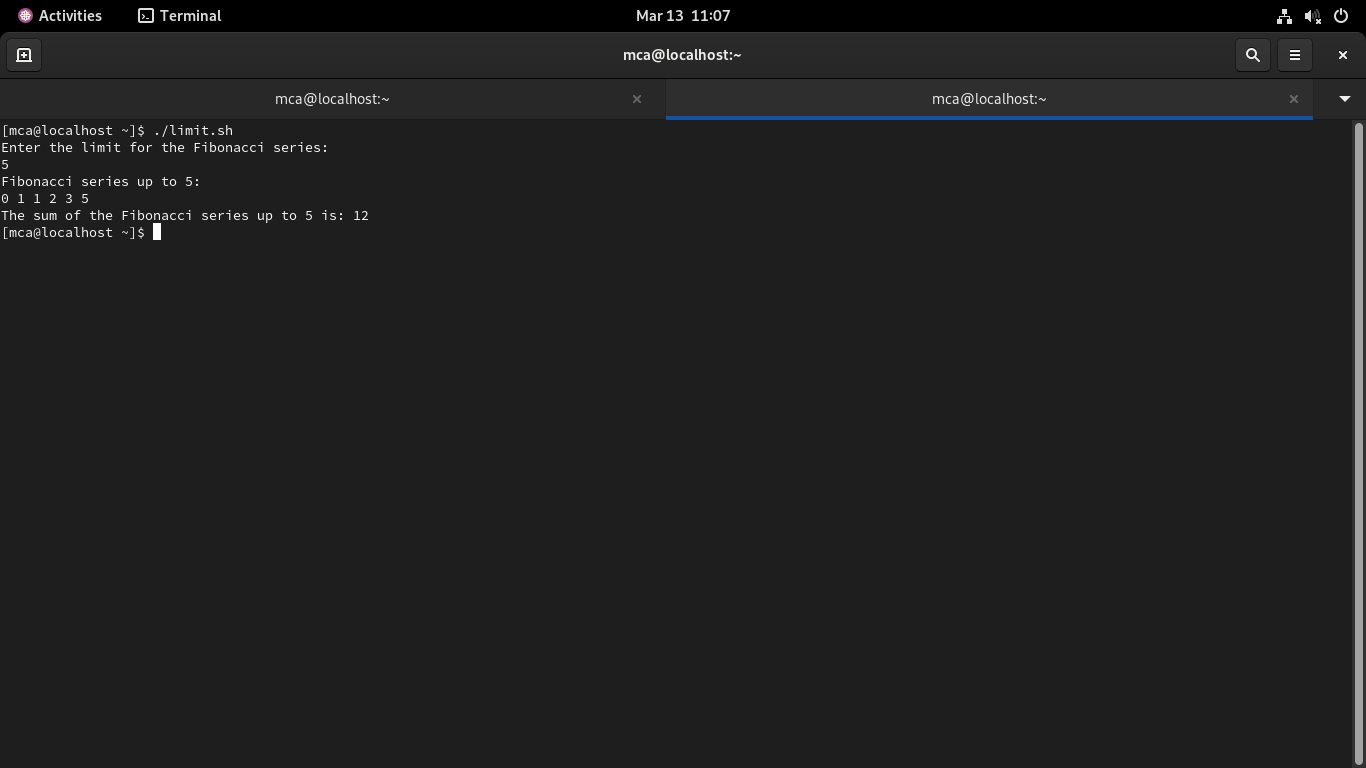 Activities Terminal Mar 13 11:07
mca@localhost:~
mca@localhost:~ mca@localhost:~
[mca@localhost ~]$ ./limit.sh
Enter the limit for the Fibonacci series:
5
Fibonacci series up to 5:
0 1 1 2 3 5
The sum of the Fibonacci series up to 5 is: 12
[mca@localhost ~]$